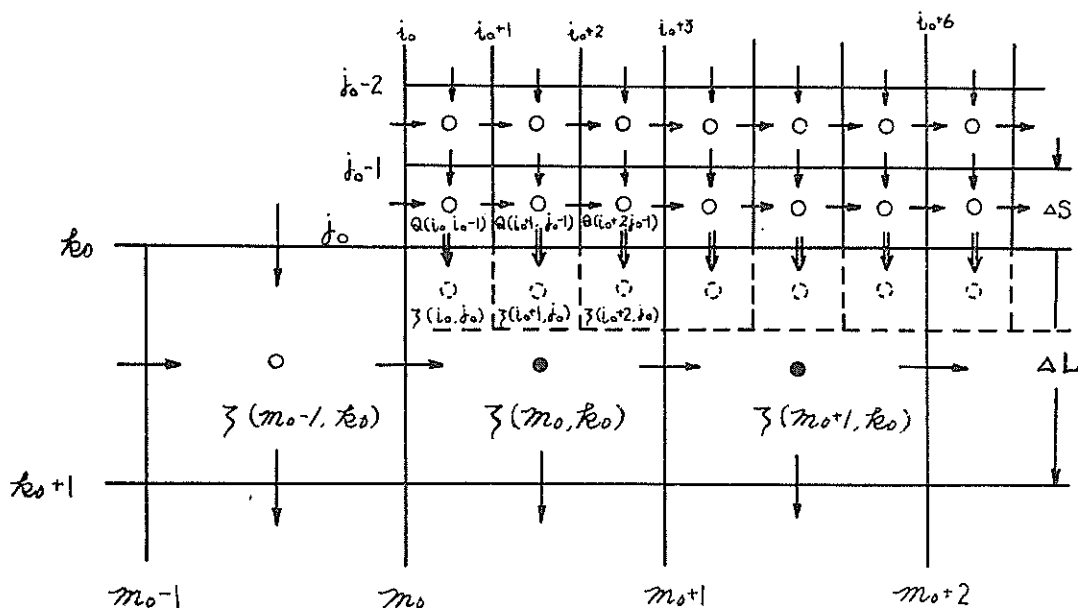 i₀ i₀+1 i₀+2 i₀+3 i₀+6
j₀-2
j₀-1
Q(i₀, i₀-1) Q(i₀+1, j₀-1) Q(i₀+2, j₀-1) ΔS
k₀ j₀
ζ(i₀, j₀) ζ(i₀+1, j₀) ζ(i₀+2, j₀)
ΔL
ζ(m₀-1, k₀) ζ(m₀, k₀) ζ(m₀+1, k₀)
k₀+1
m₀-1 m₀ m₀+1 m₀+2